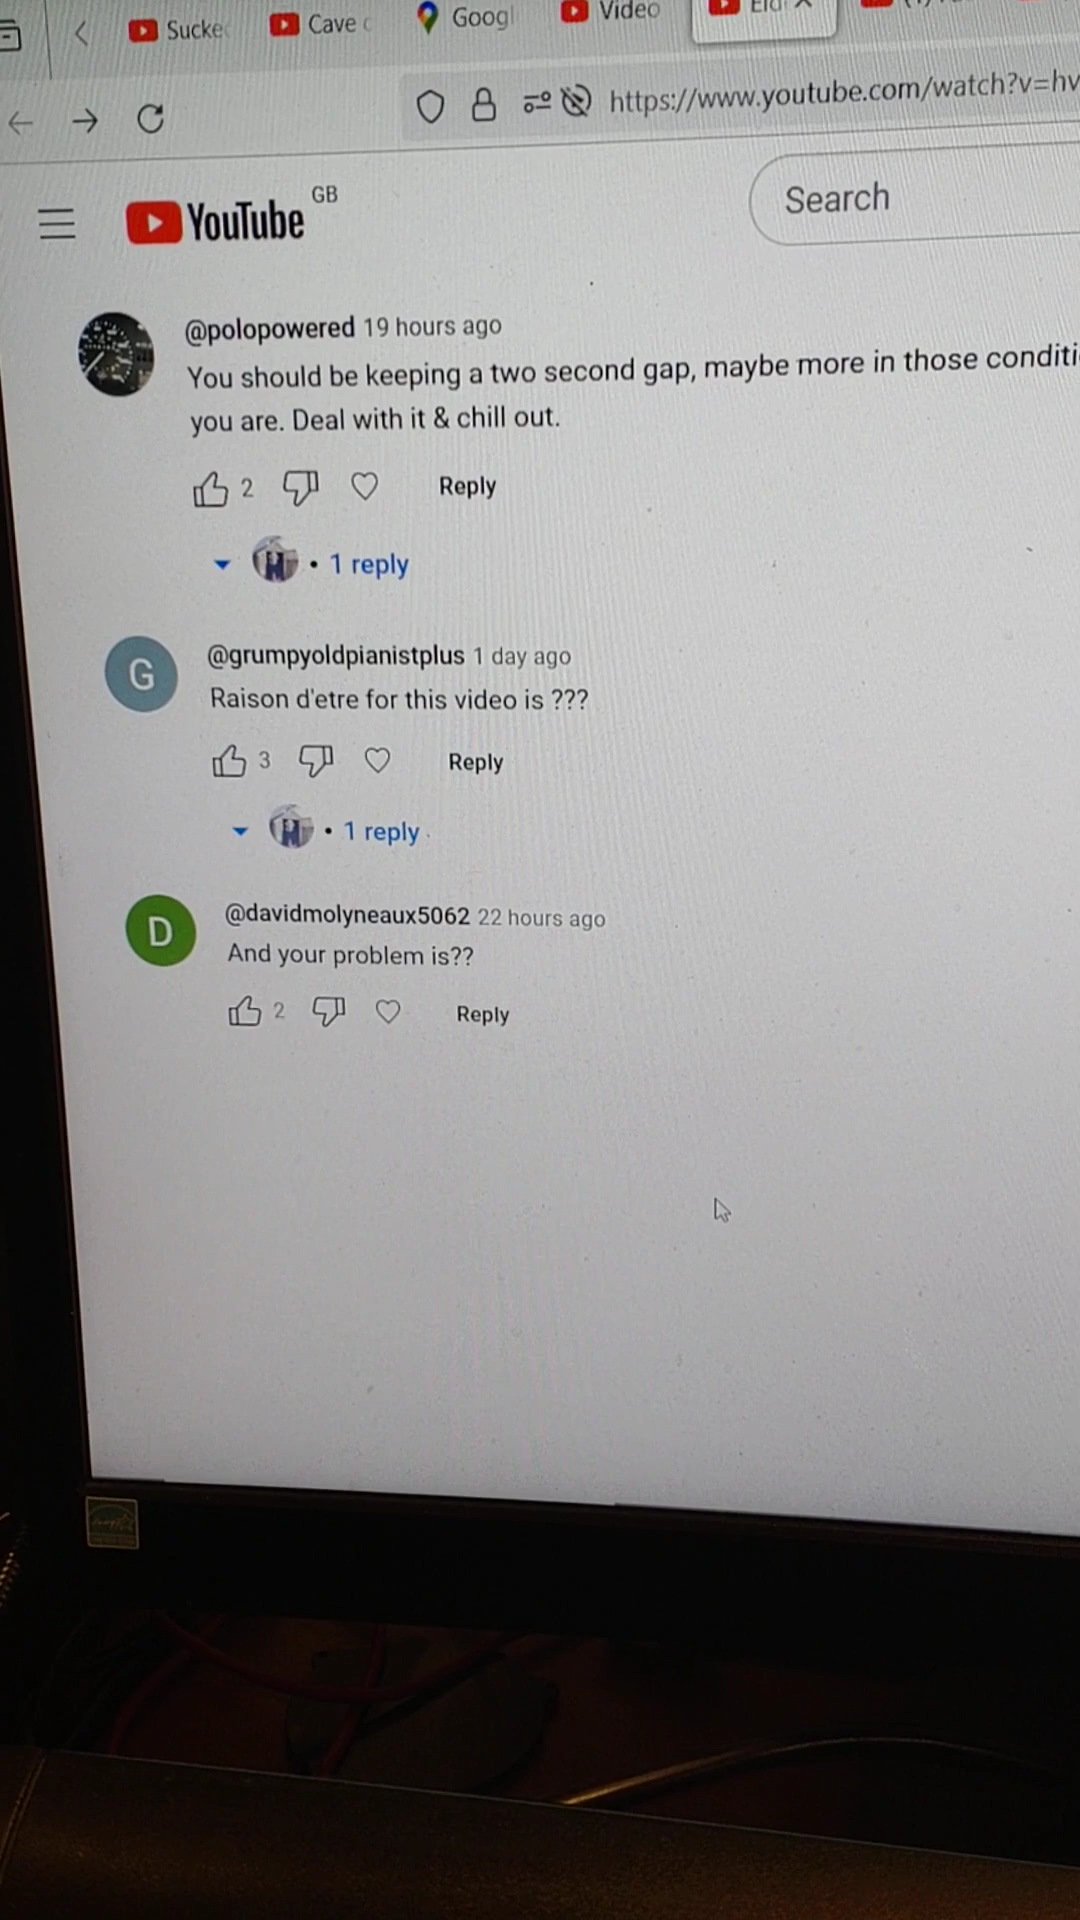 Sucke
Cave
Googl
Video
https://www.youtube.com/watch?v=hv
YouTube GB
Search
@polopowered 19 hours ago
You should be keeping a two second gap, maybe more in those conditi
you are. Deal with it & chill out.
2
Reply
• 1 reply
G
@grumpyoldpianistplus 1 day ago
Raison d'etre for this video is ???
3
Reply
• 1 reply
D
@davidmolyneaux5062 22 hours ago
And your problem is??
2
Reply